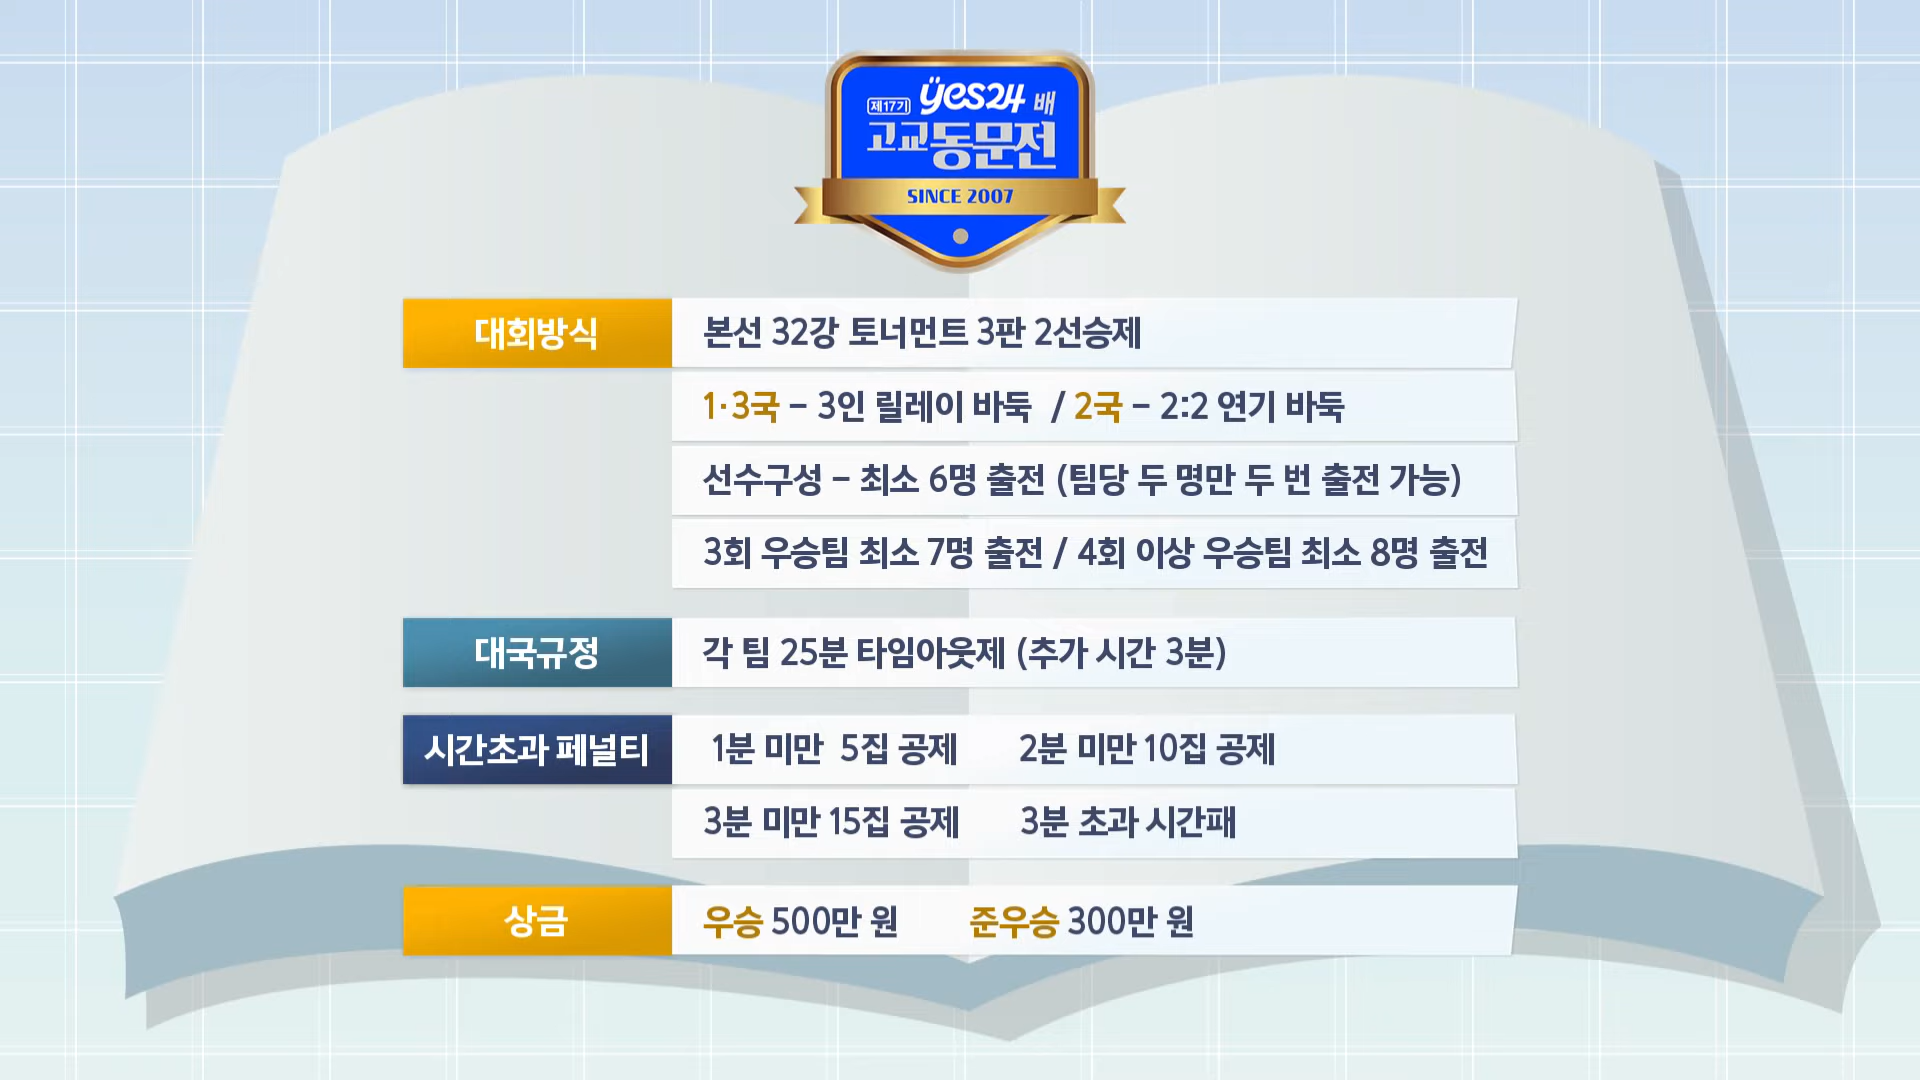 제17기 yes24 배
고교동문전
SINCE 2007
대회방식 본선 32강 토너먼트 3판 2선승제
1·3국 – 3인 릴레이 바둑 / 2국 – 2:2 연기 바둑
선수구성 – 최소 6명 출전 (팀당 두 명만 두 번 출전 가능)
3회 우승팀 최소 7명 출전 / 4회 이상 우승팀 최소 8명 출전
대국규정 각 팀 25분 타임아웃제 (추가 시간 3분)
시간초과 페널티 1분 미만 5집 공제 2분 미만 10집 공제
3분 미만 15집 공제 3분 초과 시간패
상금 우승 500만 원 준우승 300만 원